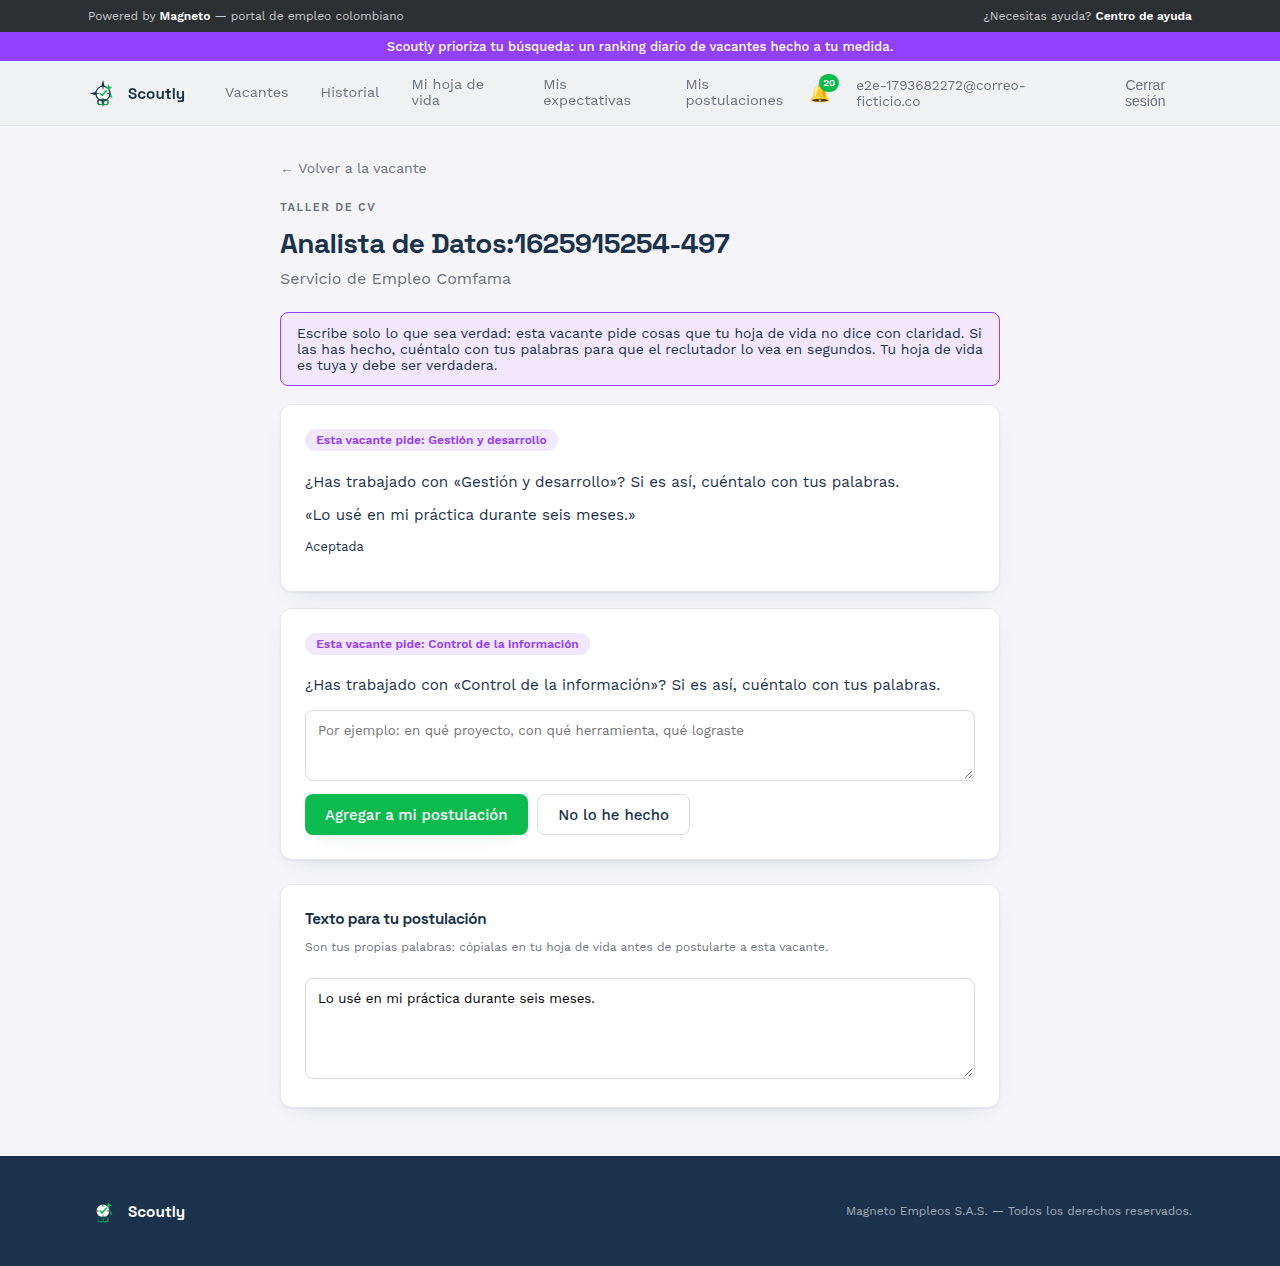 Powered by Magneto — portal de empleo colombiano
¿Necesitas ayuda? Centro de ayuda
Scoutly prioriza tu búsqueda: un ranking diario de vacantes hecho a tu medida.
Scoutly
Vacantes
Historial
Mi hoja de
vida
Mis
expectativas
Mis
postulaciones
20
e2e-1793682272@correo-
ficticio.co
Cerrar
sesión
← Volver a la vacante
TALLER DE CV
Analista de Datos:1625915254-497
Servicio de Empleo Comfama
Escribe solo lo que sea verdad: esta vacante pide cosas que tu hoja de vida no dice con claridad. Si
las has hecho, cuéntalo con tus palabras para que el reclutador lo vea en segundos. Tu hoja de vida
es tuya y debe ser verdadera.
Esta vacante pide: Gestión y desarrollo
¿Has trabajado con «Gestión y desarrollo»? Si es así, cuéntalo con tus palabras.
«Lo usé en mi práctica durante seis meses.»
Aceptada
Esta vacante pide: Control de la información
¿Has trabajado con «Control de la información»? Si es así, cuéntalo con tus palabras.
Por ejemplo: en qué proyecto, con qué herramienta, qué lograste
Agregar a mi postulación
No lo he hecho
Texto para tu postulación
Son tus propias palabras: cópialas en tu hoja de vida antes de postularte a esta vacante.
Lo usé en mi práctica durante seis meses.
Scoutly
Magneto Empleos S.A.S. — Todos los derechos reservados.